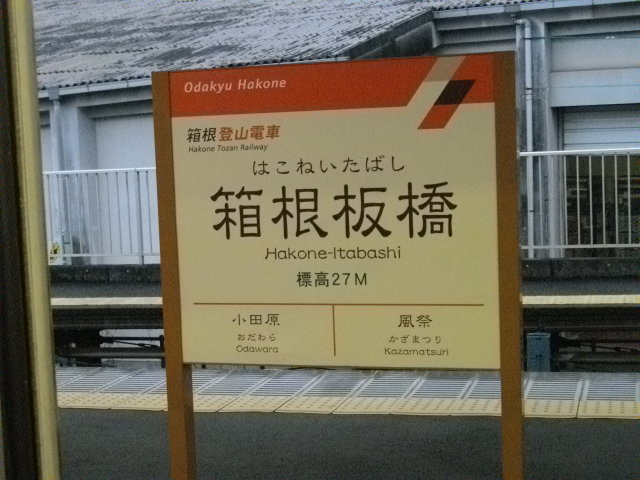 Odakyu Hakone
箱根登山電車
Hakone Tozan Railway
はこねいたばし
箱根板橋
Hakone-Itabashi
標高27M
小田原
おだわら
Odawara
風祭
かざまつり
Kazamatsuri